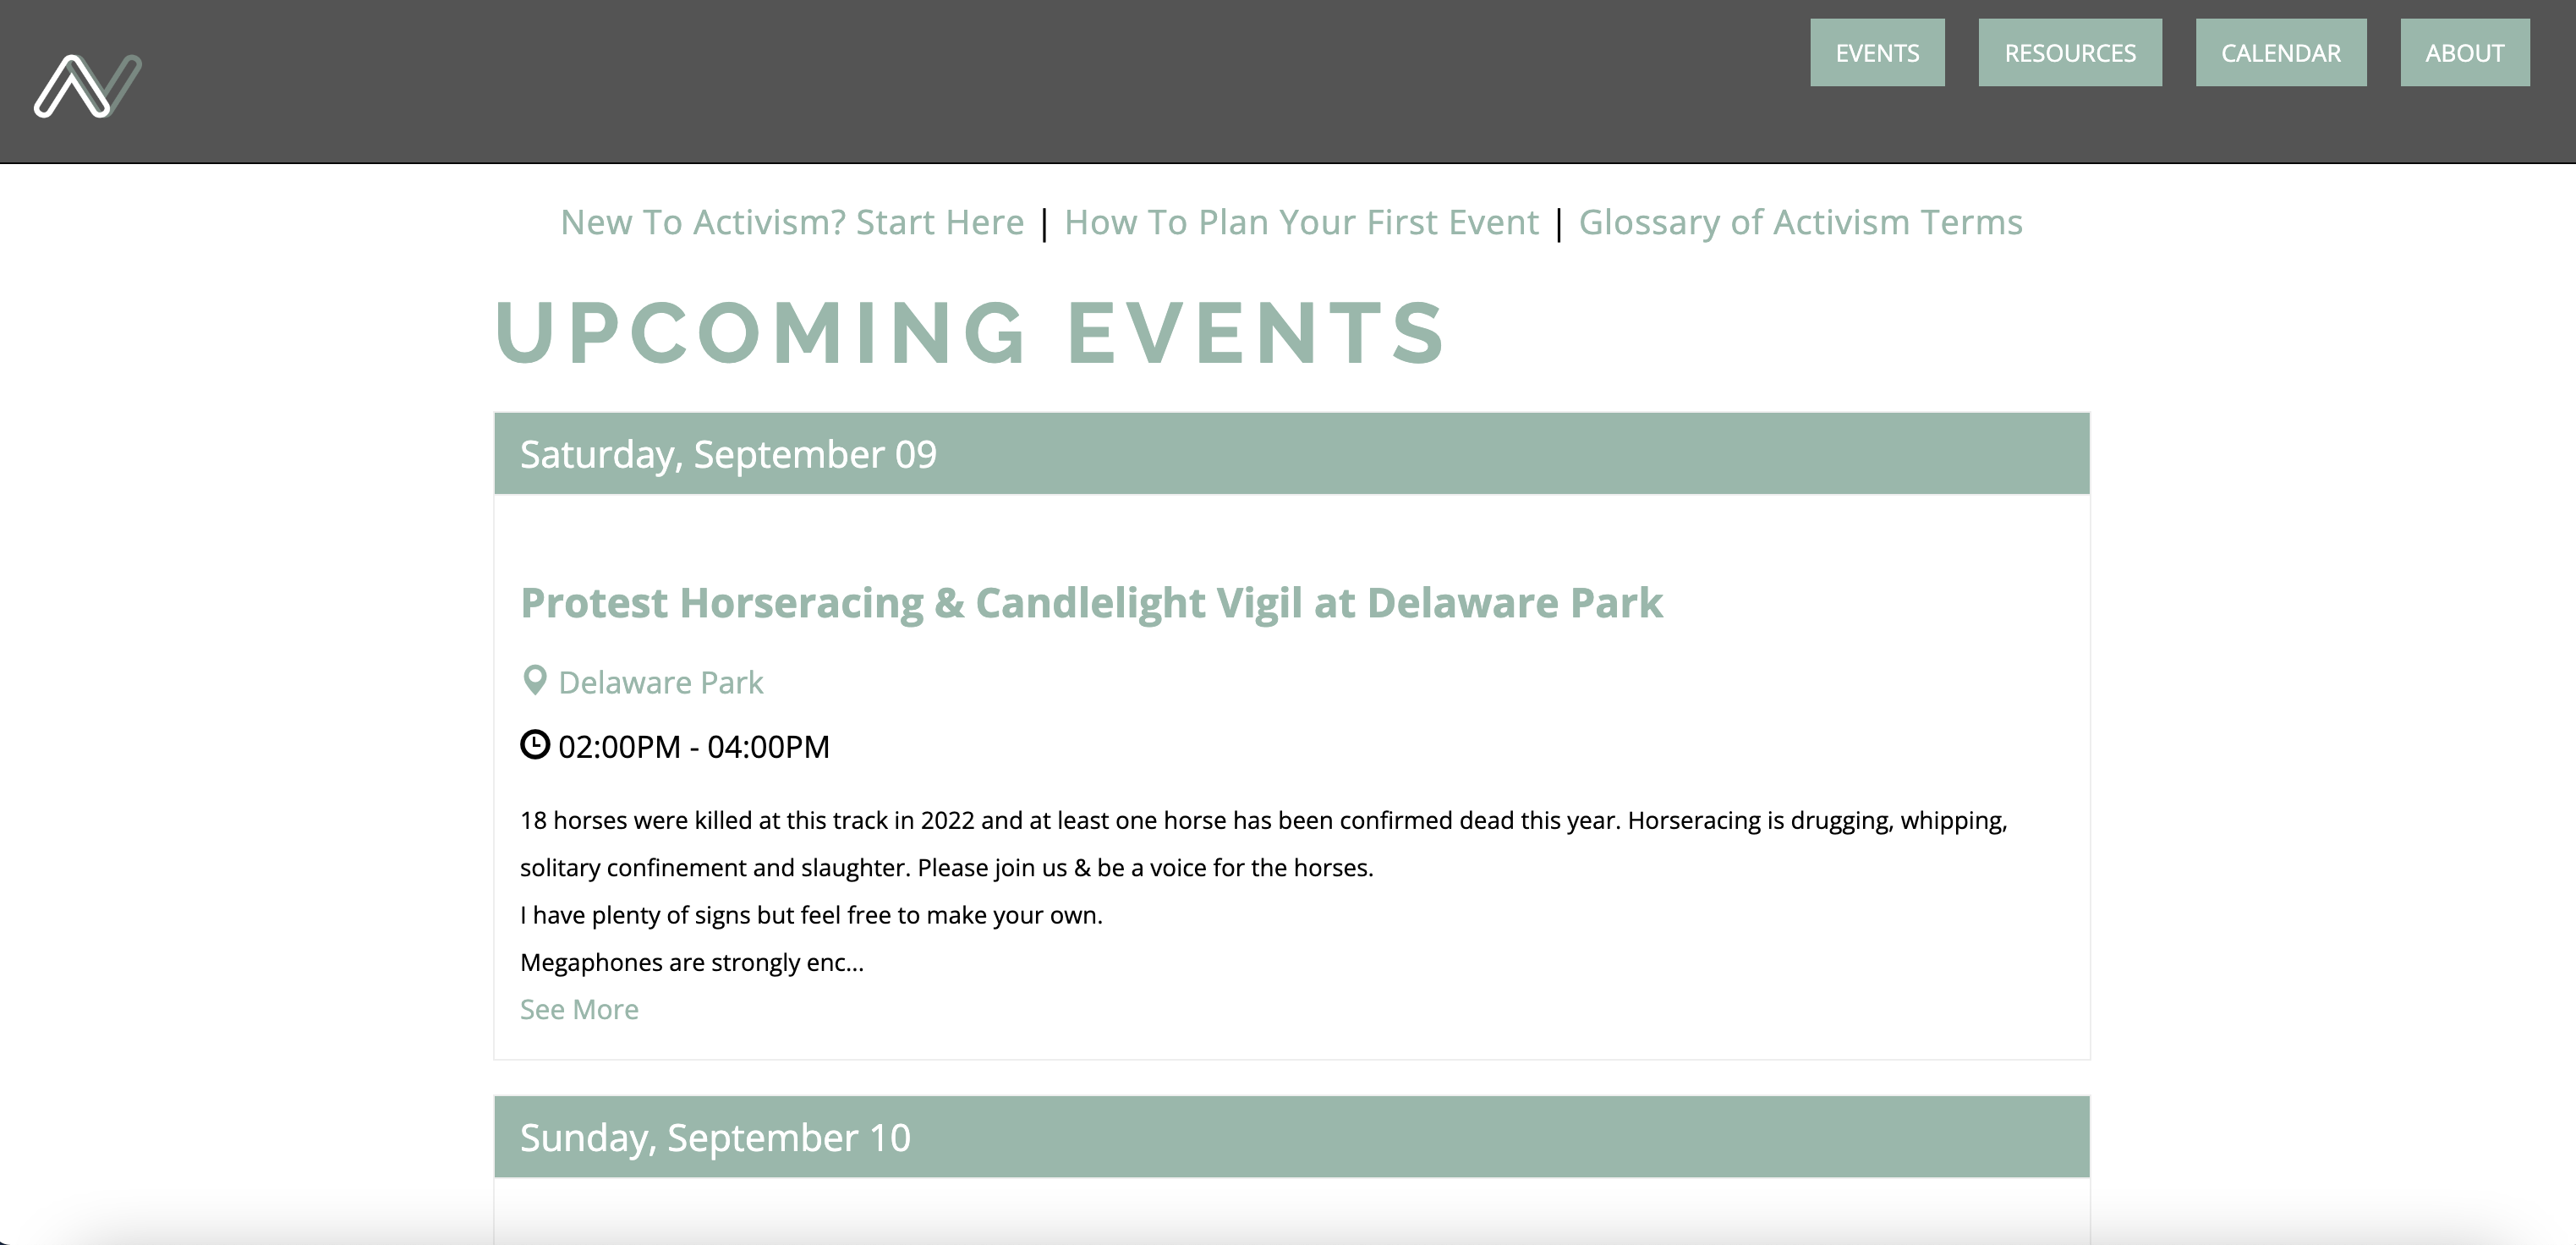 EVENTS RESOURCES CALENDAR ABOUT
New To Activism? Start Here | How To Plan Your First Event | Glossary of Activism Terms
UPCOMING EVENTS
Saturday, September 09
Protest Horseracing & Candlelight Vigil at Delaware Park
Delaware Park
02:00PM - 04:00PM
18 horses were killed at this track in 2022 and at least one horse has been confirmed dead this year. Horseracing is drugging, whipping,
solitary confinement and slaughter. Please join us & be a voice for the horses.
I have plenty of signs but feel free to make your own.
Megaphones are strongly enc...
See More
Sunday, September 10